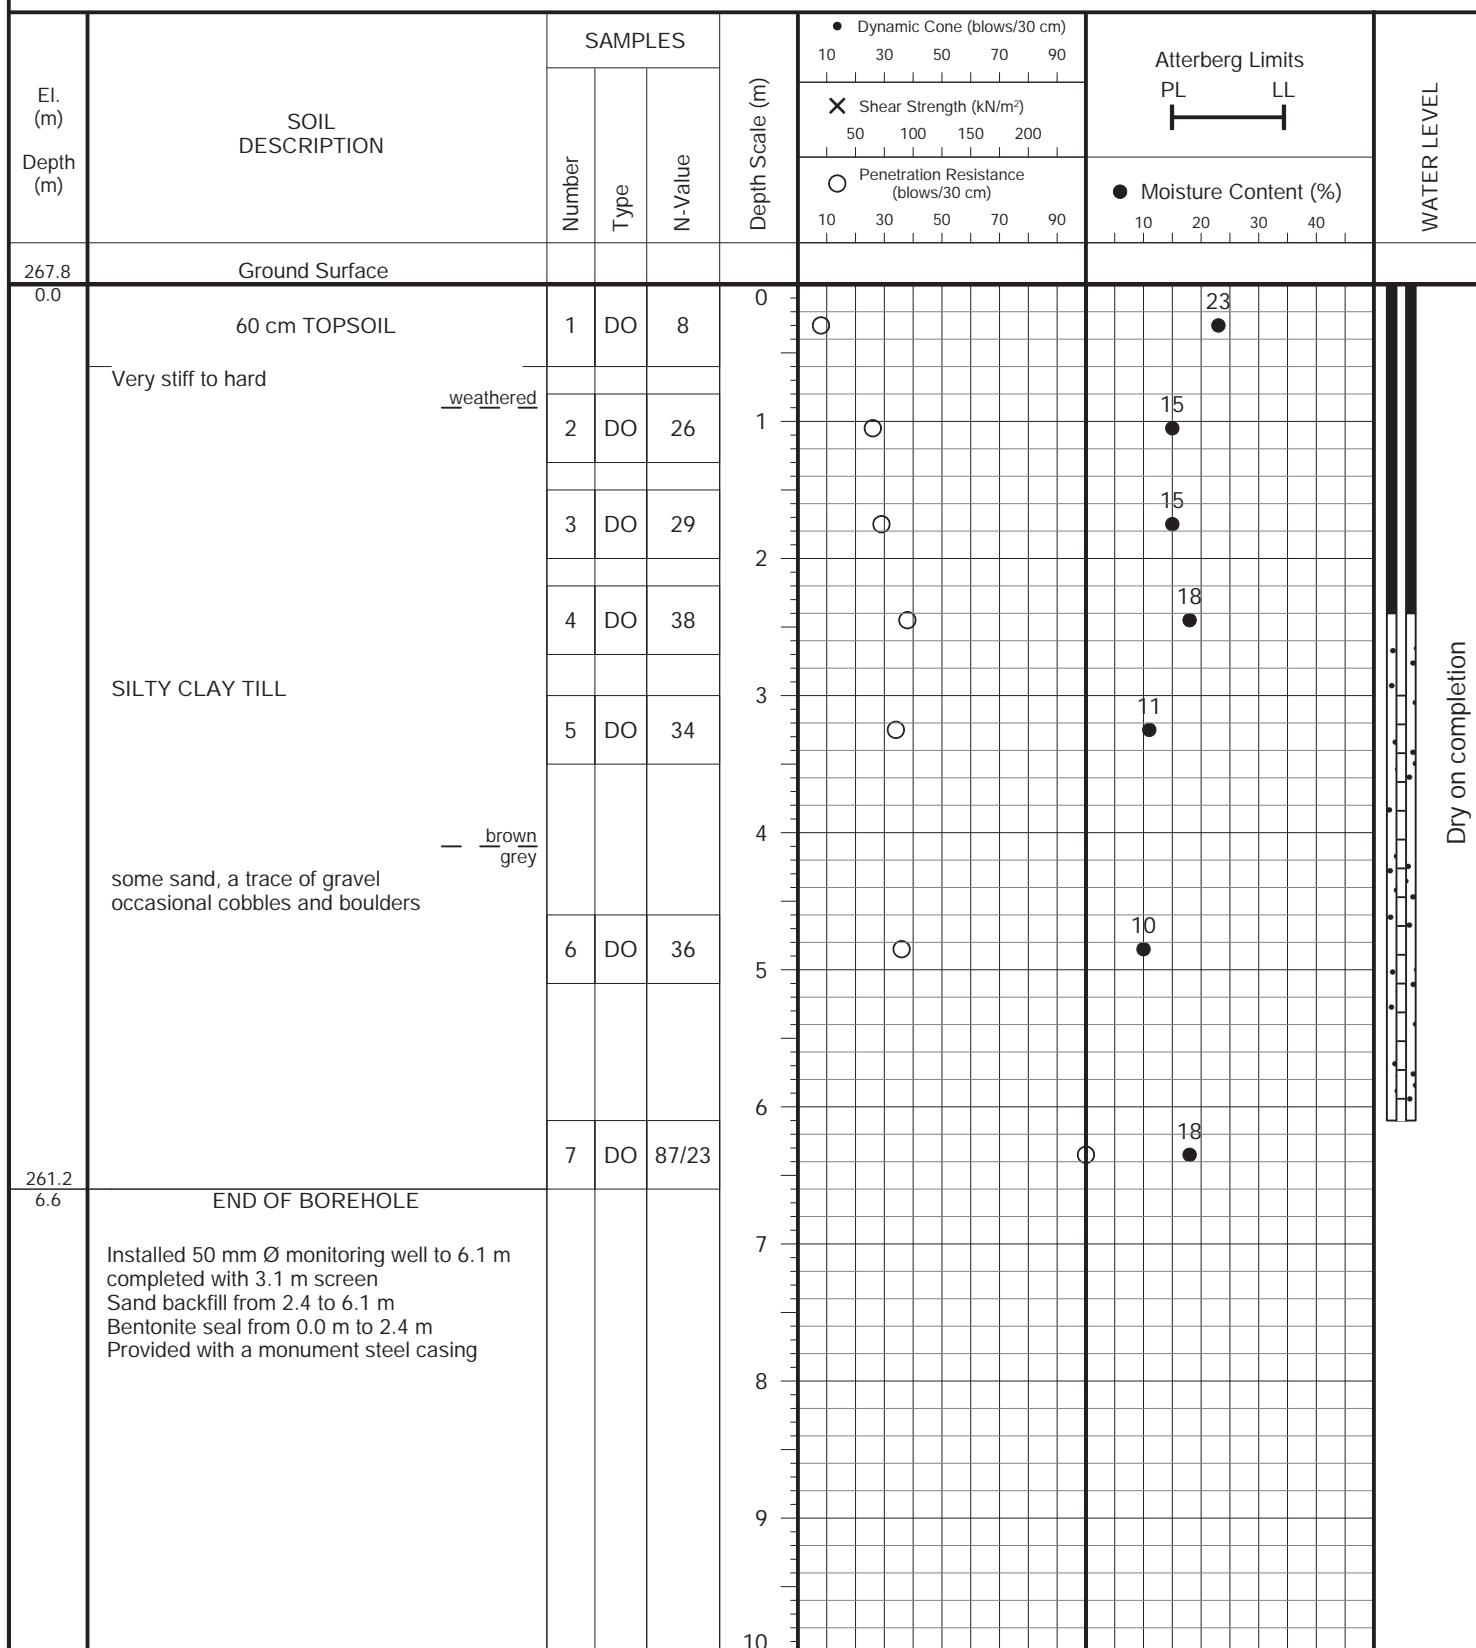 El.
(m)
Depth
(m)
SOIL
DESCRIPTION
SAMPLES
Number
Type
N-Value
Depth Scale (m)
Dynamic Cone (blows/30 cm)
10 30 50 70 90
Shear Strength (kN/m²)
50 100 150 200
Penetration Resistance
(blows/30 cm)
10 30 50 70 90
Atterberg Limits
PL LL
Moisture Content (%)
10 20 30 40
WATER LEVEL
267.8 Ground Surface
0.0 0
23
60 cm TOPSOIL 1 DO 8
Very stiff to hard
weathered
15
2 DO 26 1
15
3 DO 29
2
18
4 DO 38
SILTY CLAY TILL 3
11
5 DO 34
Dry on completion
brown 4
grey
some sand, a trace of gravel
occasional cobbles and boulders
10
6 DO 36
5
6
18
7 DO 87/23
261.2
6.6 END OF BOREHOLE
7
Installed 50 mm Ø monitoring well to 6.1 m
completed with 3.1 m screen
Sand backfill from 2.4 to 6.1 m
Bentonite seal from 0.0 m to 2.4 m
Provided with a monument steel casing
8
9
10